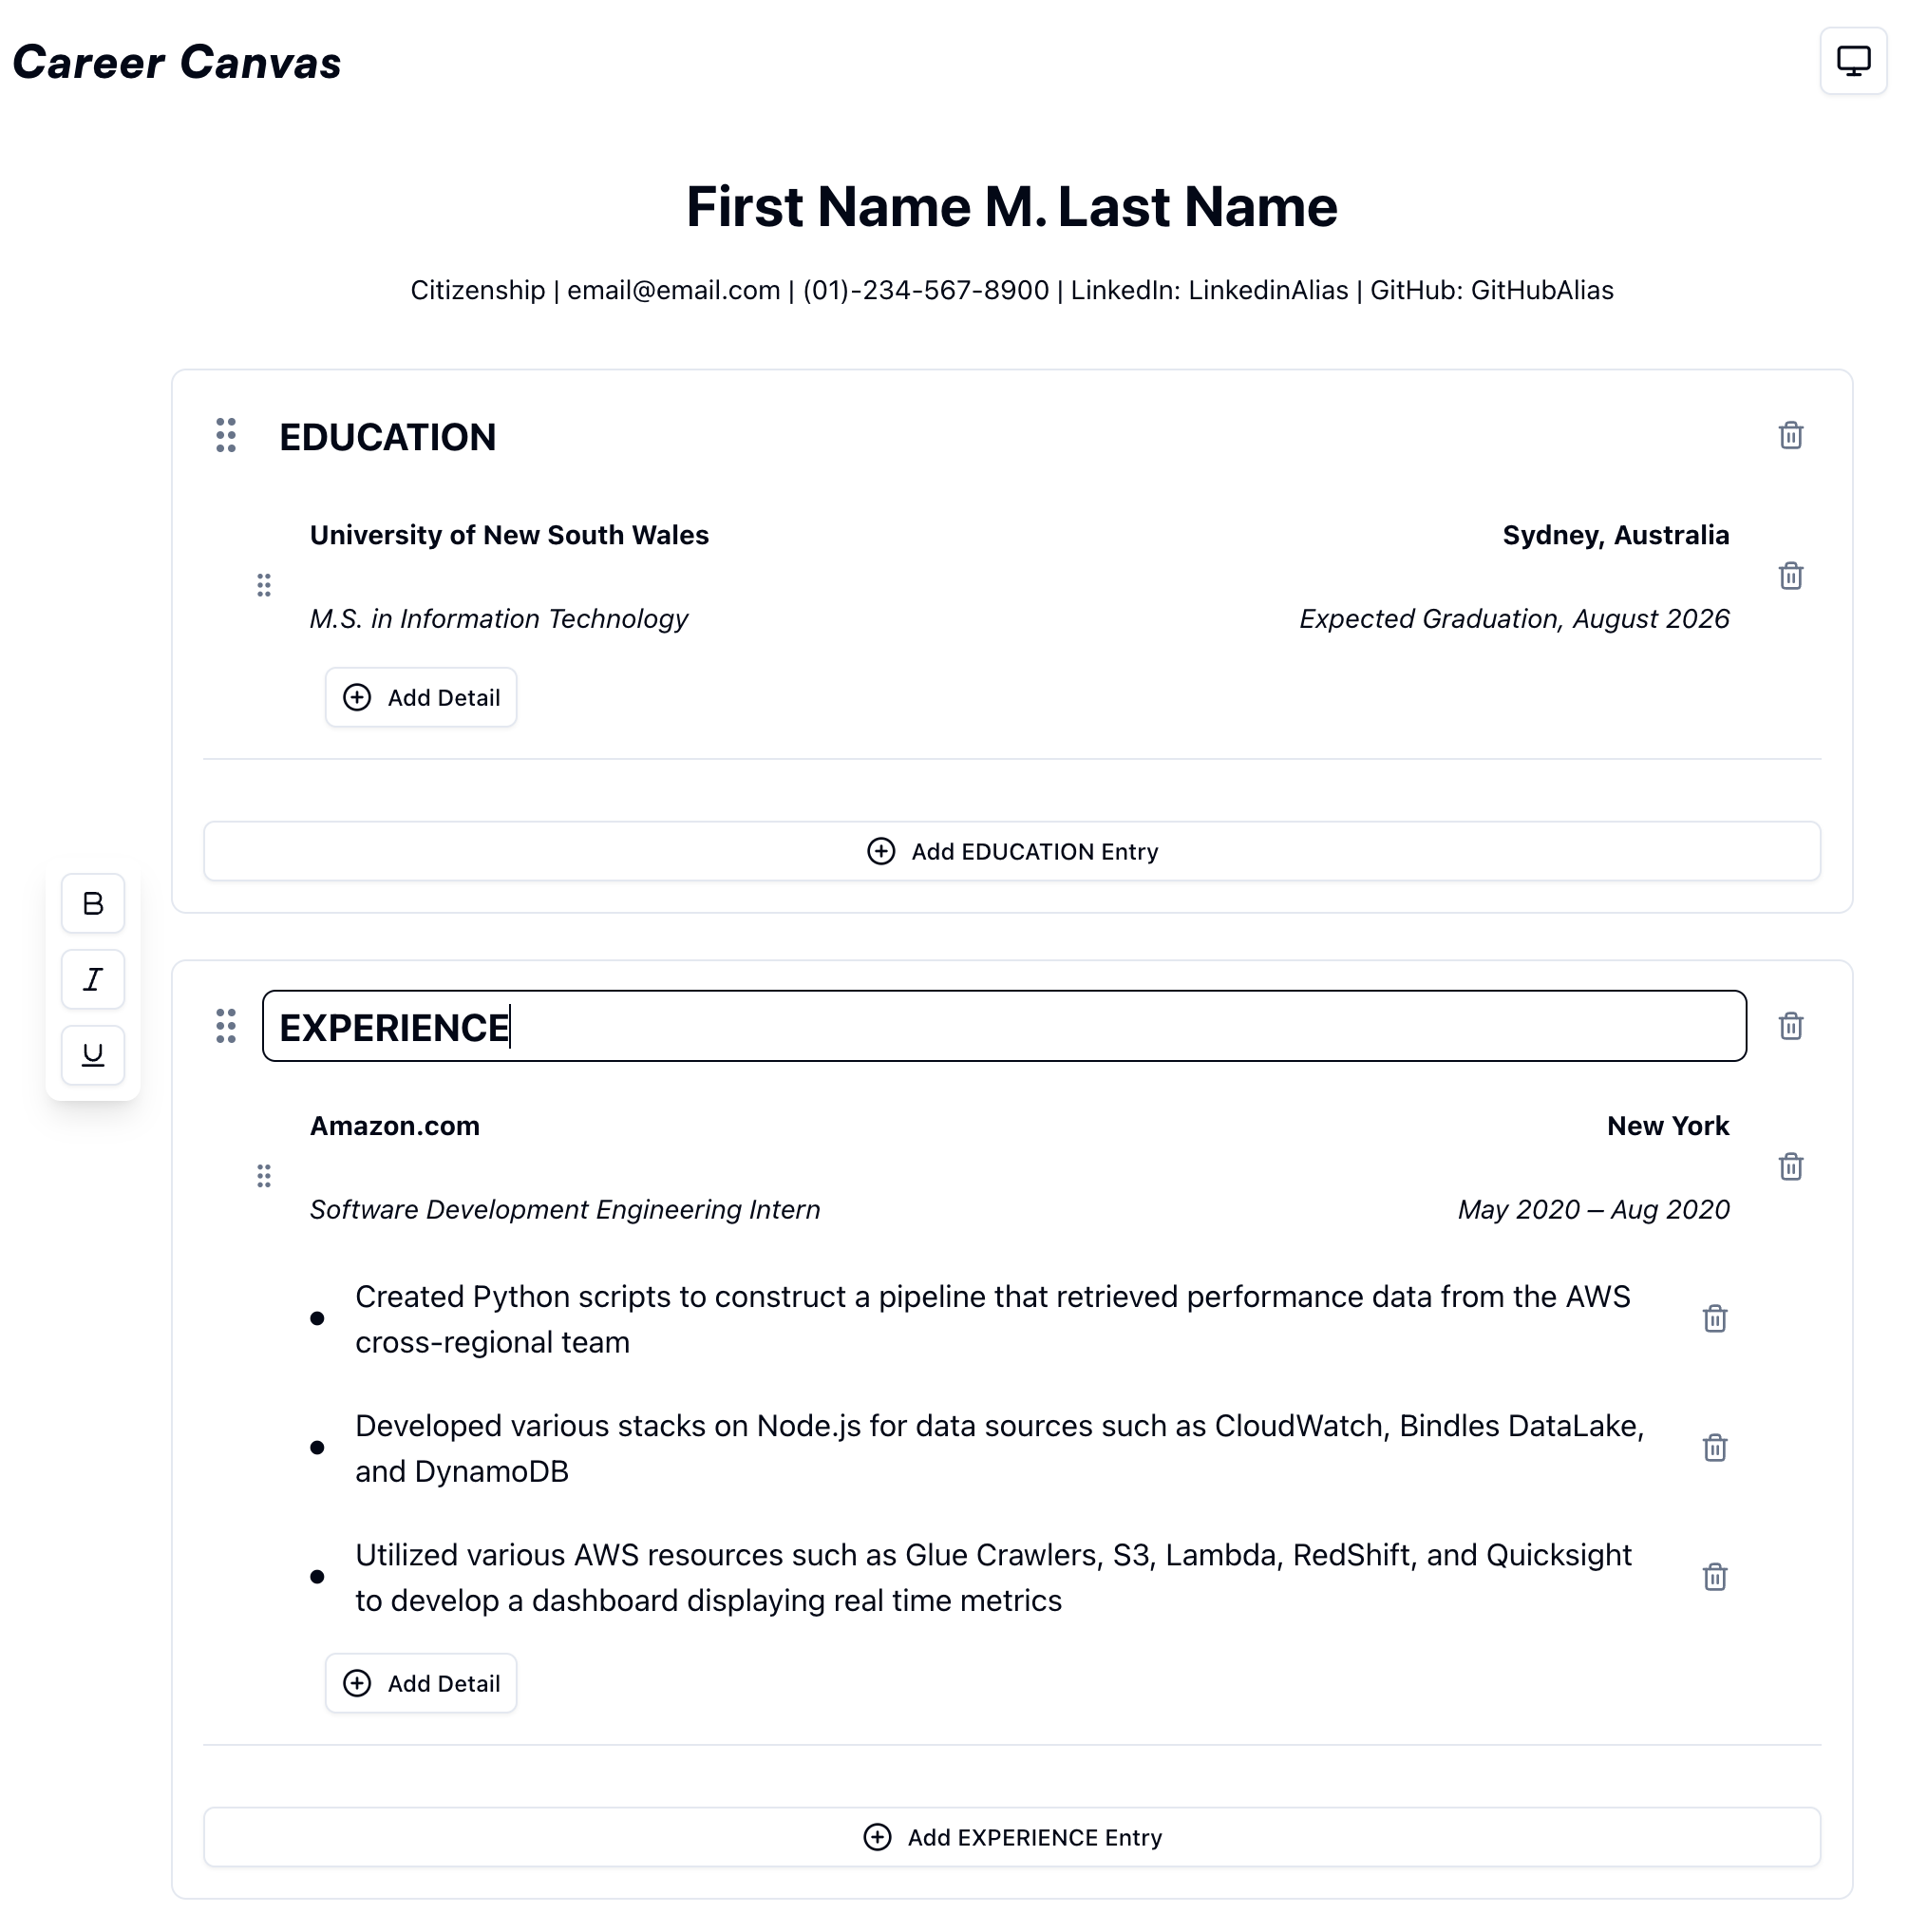 Career Canvas
First Name M. Last Name
Citizenship | email@email.com | (01)-234-567-8900 | LinkedIn: LinkedinAlias | GitHub: GitHubAlias
EDUCATION
University of New South Wales
Sydney, Australia
M.S. in Information Technology
Expected Graduation, August 2026
Add Detail
Add EDUCATION Entry
B
I
U
EXPERIENCE
Amazon.com
New York
Software Development Engineering Intern
May 2020 – Aug 2020
Created Python scripts to construct a pipeline that retrieved performance data from the AWS
cross-regional team
Developed various stacks on Node.js for data sources such as CloudWatch, Bindles DataLake,
and DynamoDB
Utilized various AWS resources such as Glue Crawlers, S3, Lambda, RedShift, and Quicksight
to develop a dashboard displaying real time metrics
Add Detail
Add EXPERIENCE Entry